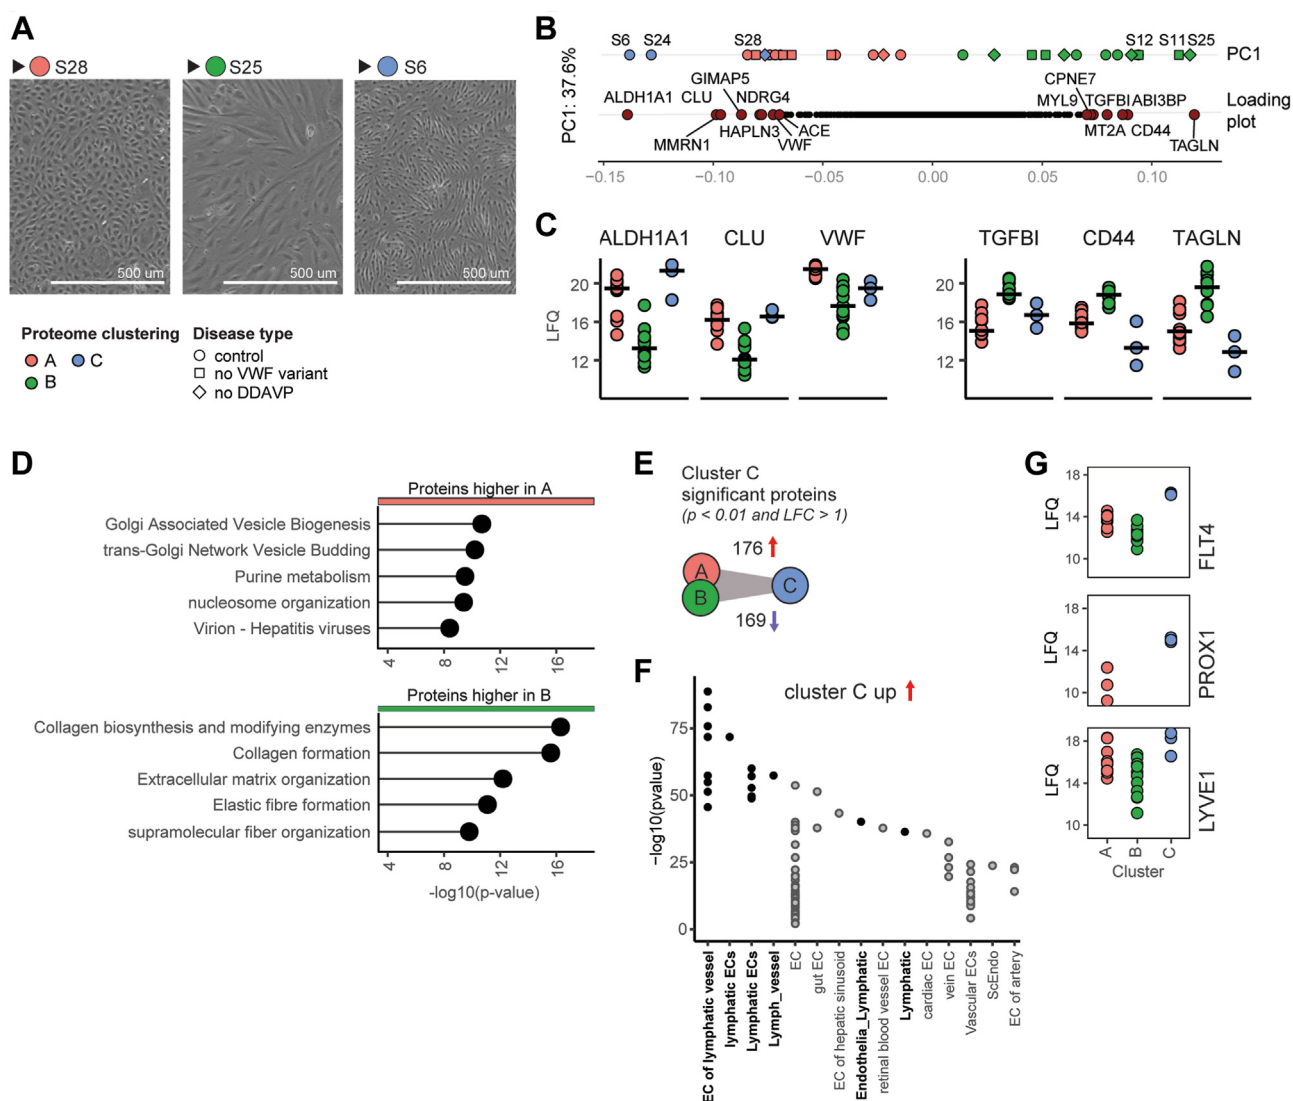 A
S28
S25
S6
500 um
500 um
500 um
Proteome clustering
A
C
B
Disease type
control
no VWF variant
no DDAVP
B
PC1: 37.6%
S6
S24
S28
S12
S11
S25
PC1
GIMAP5
CPNE7
ALDH1A1
CLU
NDRG4
MYL9
TGFBI
ABI3BP
Loading
plot
MMRN1
HAPLN3
VWF
ACE
MT2A
CD44
TAGLN
−0.15
−0.10
−0.05
0.00
0.05
0.10
C
ALDH1A1
CLU
VWF
TGFBI
CD44
TAGLN
LFQ
20
16
12
20
16
12
D
Proteins higher in A
Golgi Associated Vesicle Biogenesis
trans-Golgi Network Vesicle Budding
Purine metabolism
nucleosome organization
Virion - Hepatitis viruses
4
8
12
16
Proteins higher in B
Collagen biosynthesis and modifying enzymes
Collagen formation
Extracellular matrix organization
Elastic fibre formation
supramolecular fiber organization
4
8
12
16
-log10(p-value)
E
Cluster C
significant proteins
(p < 0.01 and LFC > 1)
176
A
B
C
169
F
cluster C up
−log10(pvalue)
75
50
25
0
EC of lymphatic vessel
lymphatic ECs
Lymphatic ECs
Lymph_vessel
EC
gut EC
EC of hepatic sinusoid
Endothelia_Lymphatic
retinal blood vessel EC
Lymphatic
cardiac EC
vein EC
Vascular ECs
ScEndo
EC of artery
G
LFQ
18
14
10
FLT4
LFQ
18
14
10
PROX1
LFQ
18
14
10
LYVE1
A
B
C
Cluster